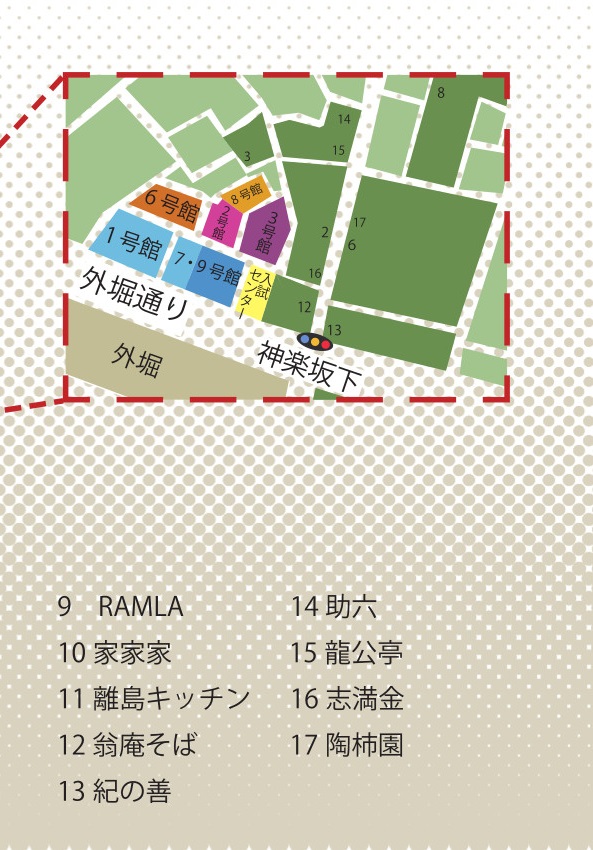 8
14
15
3
6号館
8号館
2号館
3号館
17
2
6
1号館
7・9号館
入試センター
16
12
13
外堀通り
神楽坂下
外堀
9 RAMLA
10 家家家
11 離島キッチン
12 翁庵そば
13 紀の善
14 助六
15 龍公亭
16 志満金
17 陶柿園